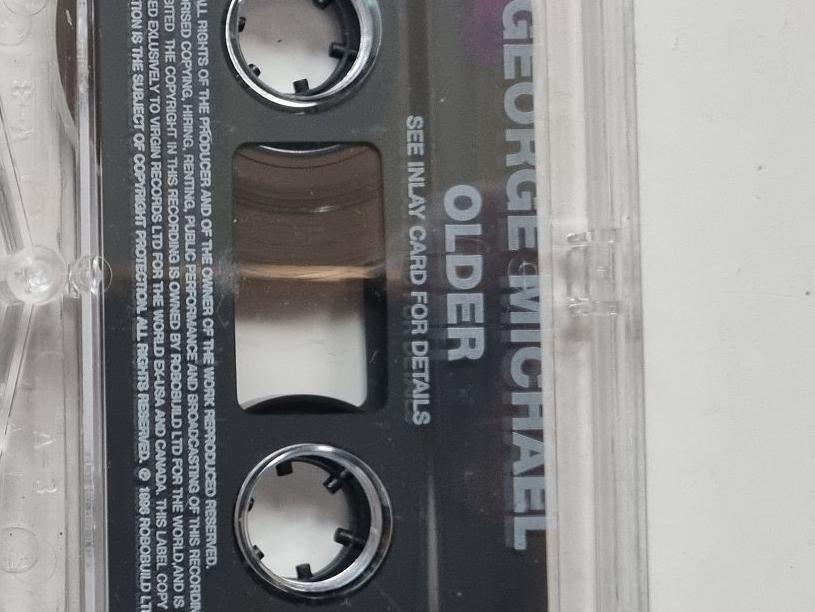 GEORGE MICHAEL
OLDER
SEE INLAY CARD FOR DETAILS
ALL RIGHTS OF THE PRODUCER AND OF THE OWNER OF THE WORK REPRODUCED RESERVED.
RISED COPYING, HIRING, RENTING, PUBLIC PERFORMANCE AND BROADCASTING OF THIS RECORDIN
BITED. THE COPYRIGHT IN THIS RECORDING IS OWNED BY ROBOBUILD LTD FOR THE WORLD, AND IS
ED EXLUSIVELY TO VIRGIN RECORDS LTD FOR THE WORLD EX-USA AND CANADA. THIS LABEL COPY
TION IS THE SUBJECT OF COPYRIGHT PROTECTION. ALL RIGHTS RESERVED. © 1996 ROBOBUILD LT